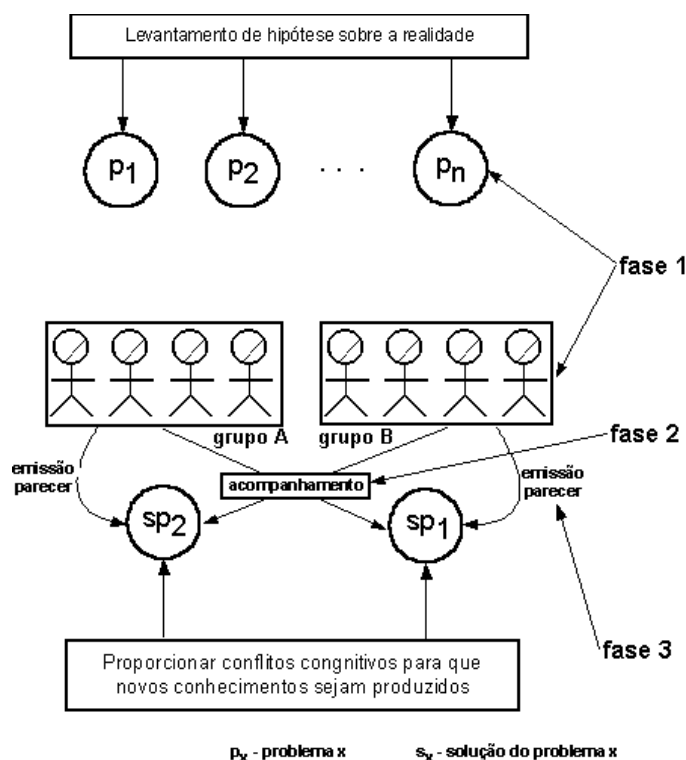 Levantamento de hipótese sobre a realidade
p1
p2
. . .
pn
fase 1
grupo A
grupo B
fase 2
emissão
parecer
acompanhamento
emissão
parecer
sp2
sp1
fase 3
Proporcionar conflitos congnitivos para que
novos conhecimentos sejam produzidos
px - problema x
sx - solução do problema x